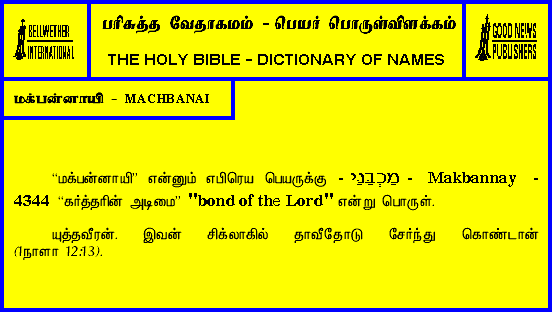 BELLWETHER
INTERNATIONAL
பரிசுத்த வேதாகமம் - பெயர் பொருள்விளக்கம்
THE HOLY BIBLE - DICTIONARY OF NAMES
GOOD NEWS
PUBLISHERS
மக்பன்னாயி - MACHBANAI
“மக்பன்னாயி” என்னும் எபிரெய பெயருக்கு - מַכְבַּנַּי - Makbannay -
4344 “கர்த்தரின் அடிமை” "bond of the Lord" என்று பொருள்.
யுத்தவீரன். இவன் சிக்லாகில் தாவீதோடு சேர்ந்து கொண்டான்
(1நாளா 12:13).